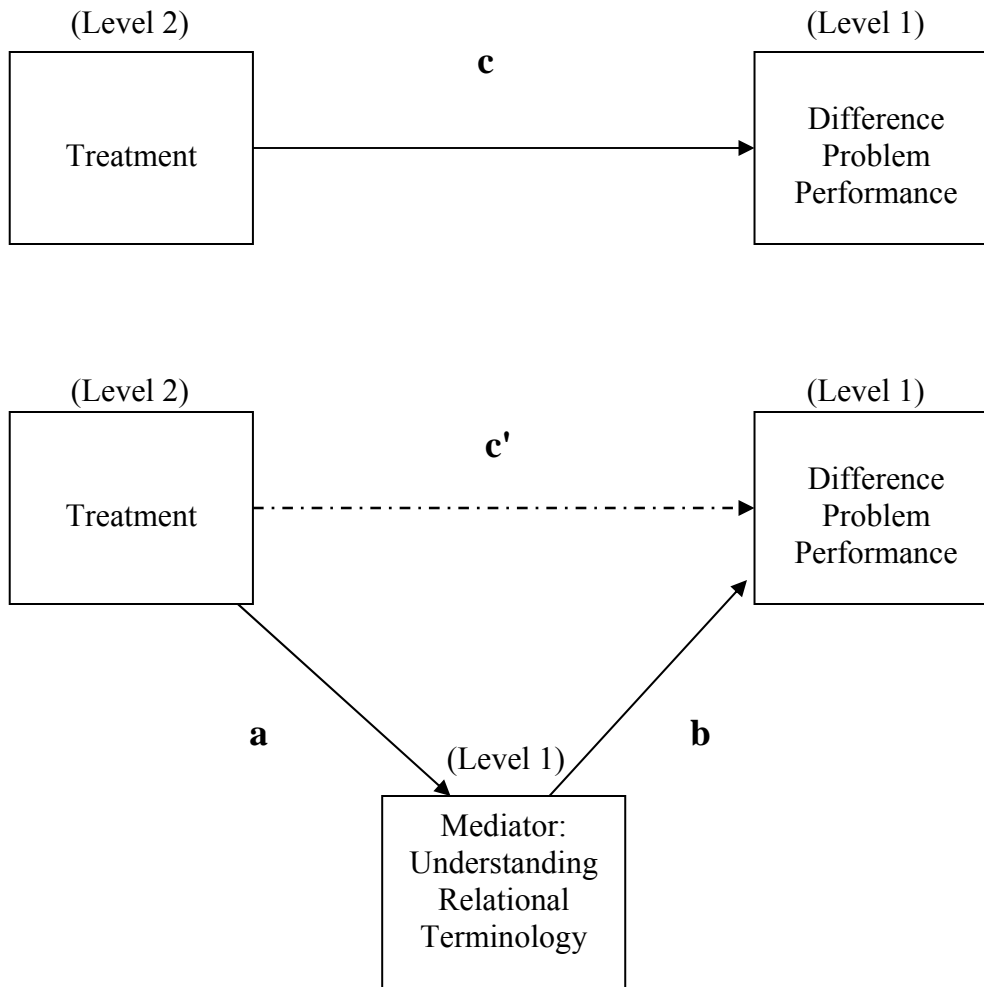 (Level 2)
(Level 1)
c
Treatment
Difference
Problem
Performance
(Level 2)
(Level 1)
c'
Treatment
Difference
Problem
Performance
a
b
(Level 1)
Mediator:
Understanding
Relational
Terminology